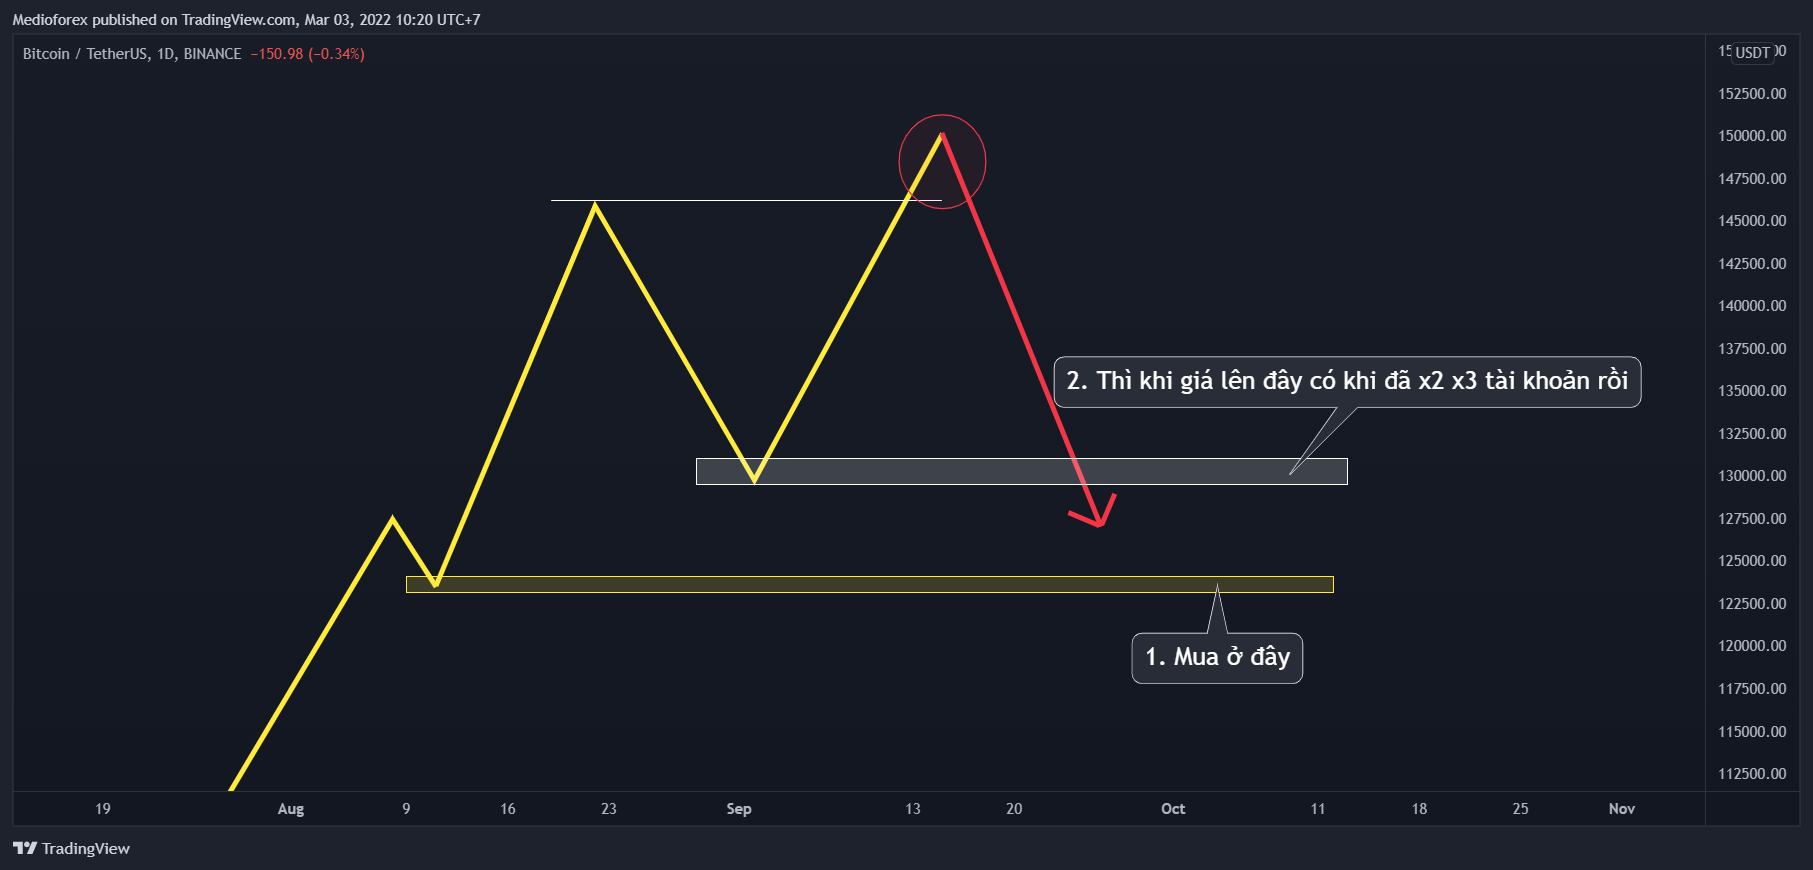 Medioforex published on TradingView.com, Mar 03, 2022 10:20 UTC+7
Bitcoin / TetherUS, 1D, BINANCE −150.98 (−0.34%)
USDT
152500.00
150000.00
147500.00
145000.00
142500.00
140000.00
137500.00
2. Thì khi giá lên đây có khi đã x2 x3 tài khoản rồi
135000.00
132500.00
130000.00
127500.00
125000.00
122500.00
1. Mua ở đây
120000.00
117500.00
115000.00
112500.00
19 Aug 9 16 23 Sep 13 20 Oct 11 18 25 Nov
TradingView